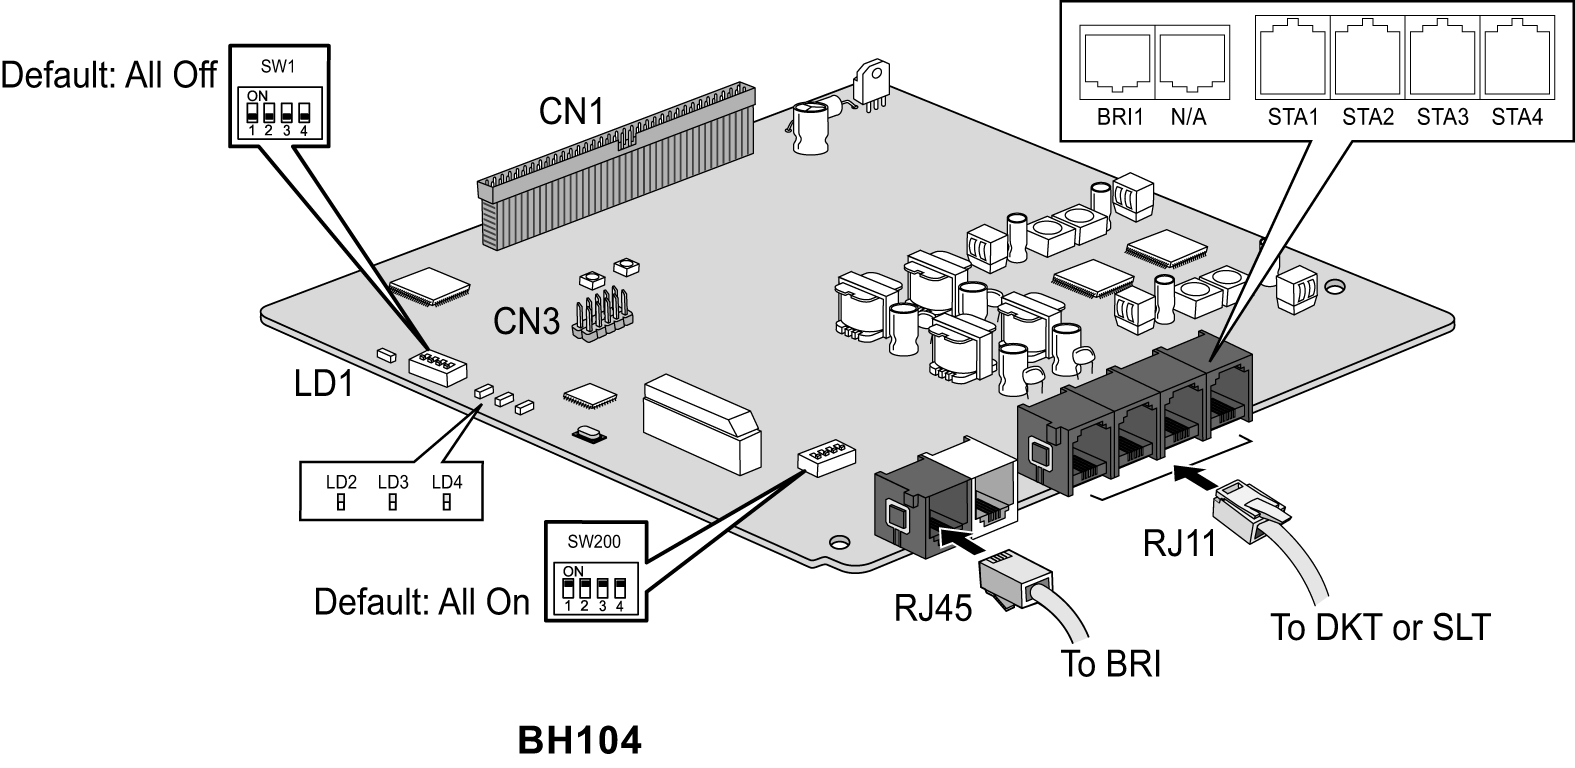 Default: All Off
SW1
ON
1 2 3 4
CN1
BRI1 N/A STA1 STA2 STA3 STA4
CN3
LD1
LD2 LD3 LD4
SW200
ON
1 2 3 4
Default: All On
RJ45
To BRI
RJ11
To DKT or SLT
BH104